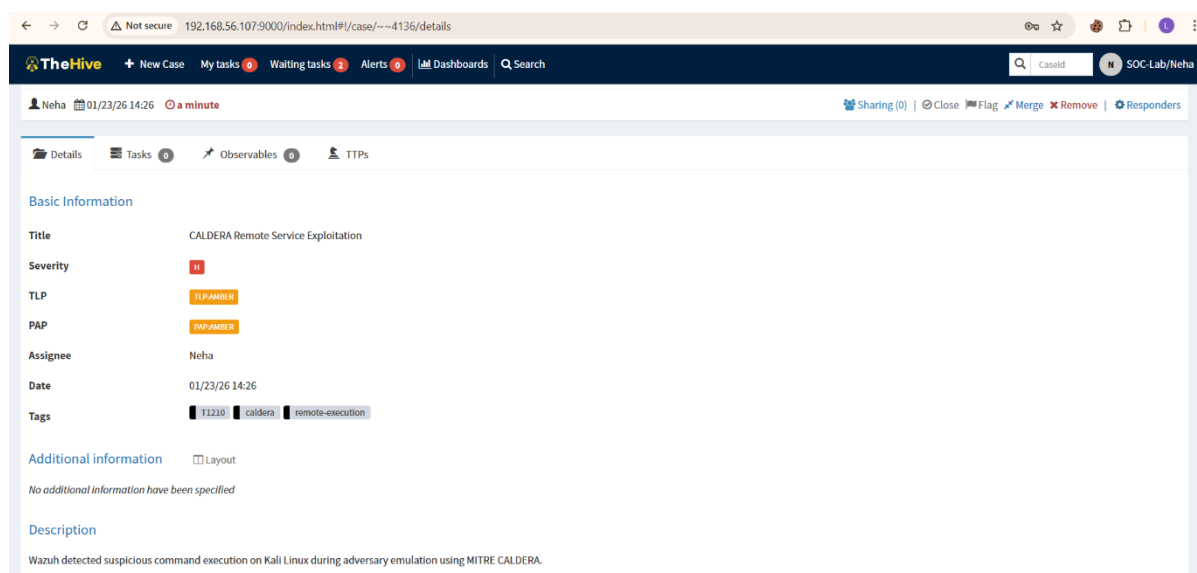 Not secure 192.168.56.107:9000/index.html#!/case/~~4136/details L
TheHive + New Case My tasks 0 Waiting tasks 2 Alerts 0 Dashboards Search CaseId N SOC-Lab/Neha
Neha 01/23/26 14:26 a minute Sharing (0) | Close Flag Merge Remove | Responders
Details Tasks 0 Observables 0 TTPs
Basic Information
Title CALDERA Remote Service Exploitation
Severity H
TLP TLP:AMBER
PAP PAP:AMBER
Assignee Neha
Date 01/23/26 14:26
Tags T1210 caldera remote-execution
Additional information Layout
No additional information have been specified
Description
Wazuh detected suspicious command execution on Kali Linux during adversary emulation using MITRE CALDERA.